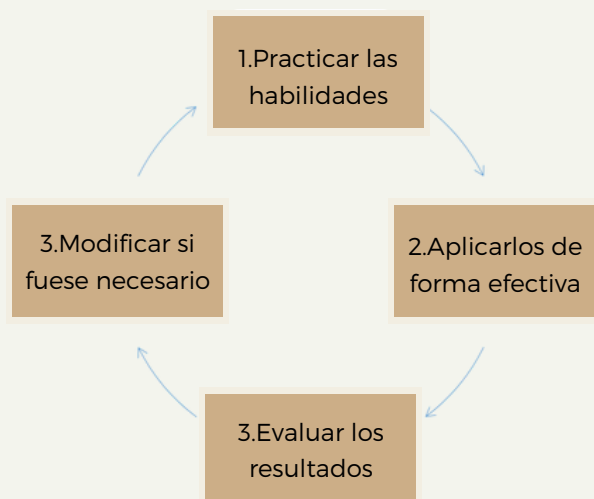 1.Practicar las
habilidades
2.Aplicarlos de
forma efectiva
3.Evaluar los
resultados
3.Modificar si
fuese necesario